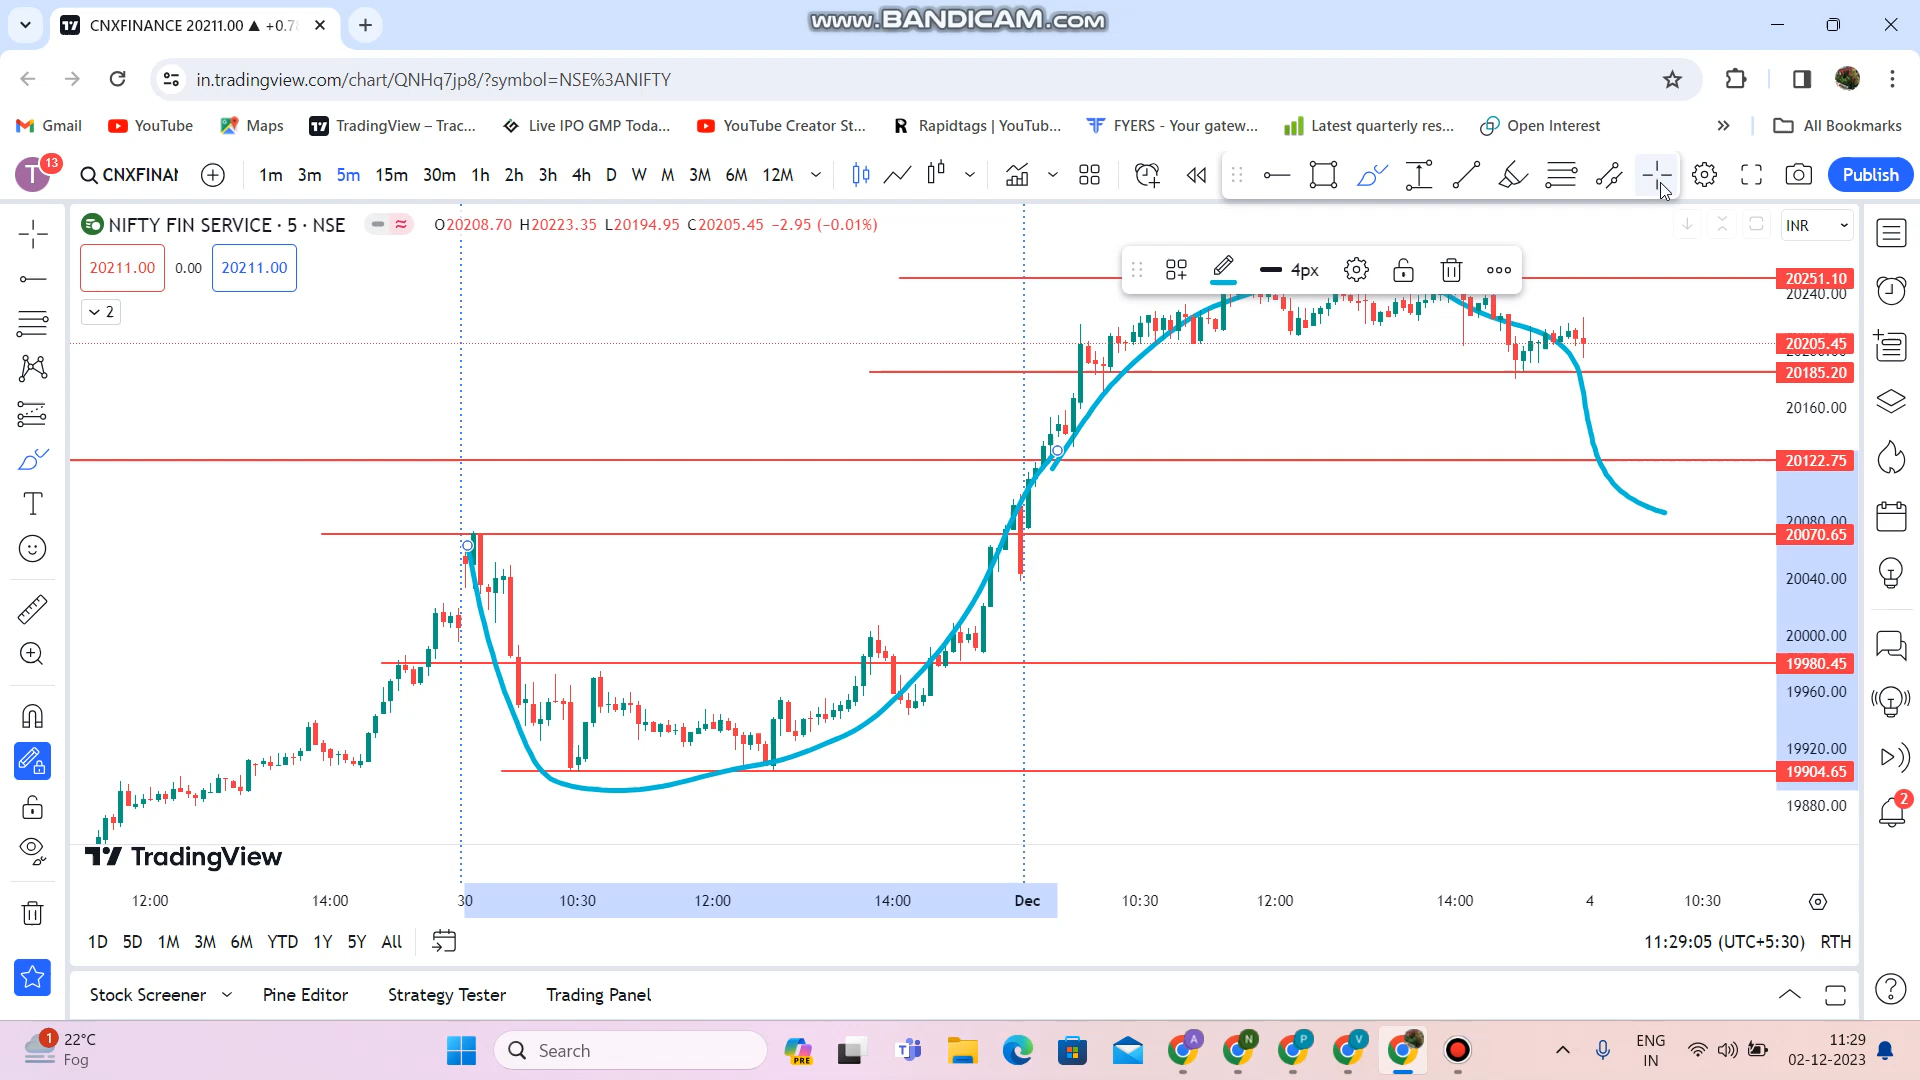 www.BANDICAM.com
CNXFINANCE 20211.00 ▲ +0.7
in.tradingview.com/chart/QNHq7jp8/?symbol=NSE%3ANIFTY
Gmail YouTube Maps TradingView – Trac... Live IPO GMP Toda... YouTube Creator St... Rapidtags | YouTub... FYERS - Your gatew... Latest quarterly res... Open Interest » All Bookmarks
T 13 CNXFINAN 1m 3m 5m 15m 30m 1h 2h 3h 4h D W M 3M 6M 12M Publish
NIFTY FIN SERVICE · 5 · NSE O20208.70 H20223.35 L20194.95 C20205.45 -2.95 (-0.01%) INR
20211.00 0.00 20211.00 4px
2
20251.10
20240.00
20205.45
20185.20
20160.00
20122.75
20080.00
20070.65
20040.00
20000.00
19980.45
19960.00
19920.00
19904.65
19880.00
2
TradingView
12:00 14:00 30 10:30 12:00 14:00 Dec 10:30 12:00 14:00 4 10:30
1D 5D 1M 3M 6M YTD 1Y 5Y All 11:29:05 (UTC+5:30) RTH
Stock Screener Pine Editor Strategy Tester Trading Panel
1 22°C Search PRE A N P V ENG 11:29
Fog IN 02-12-2023